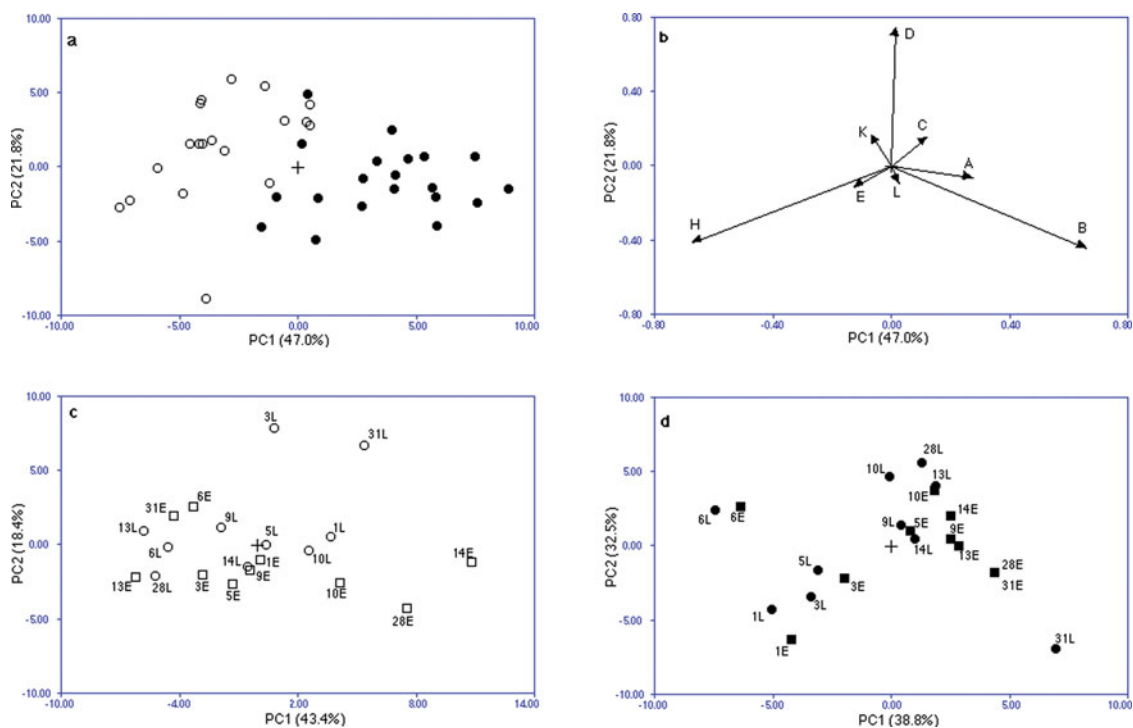 a
10.00
5.00
0.00
-5.00
-10.00
-10.00 -5.00 0.00 5.00 10.00
PC2 (21.8%)
PC1 (47.0%)
b
0.80
0.40
0.00
-0.40
-0.80
-0.80 -0.40 0.00 0.40 0.80
PC2 (21.8%)
PC1 (47.0%)
D
K
C
A
E
L
H
B
c
10.00
5.00
0.00
-5.00
-10.00
-10.00 -4.00 2.00 8.00 14.00
PC2 (18.4%)
PC1 (43.4%)
3L
31L
6E
31E
13L
9L
1L
5L
6L
14L
1E
10L
14E
9E
13E
28L
3E
5E
10E
28E
d
10.00
5.00
0.00
-5.00
-10.00
-10.00 -5.00 0.00 5.00 10.00
PC2 (32.5%)
PC1 (38.8%)
28L
10L
13L
10E
6L
6E
14E
9L
5E
9E
14L
13E
5L
3E
28E
31E
3L
1L
1E
31L